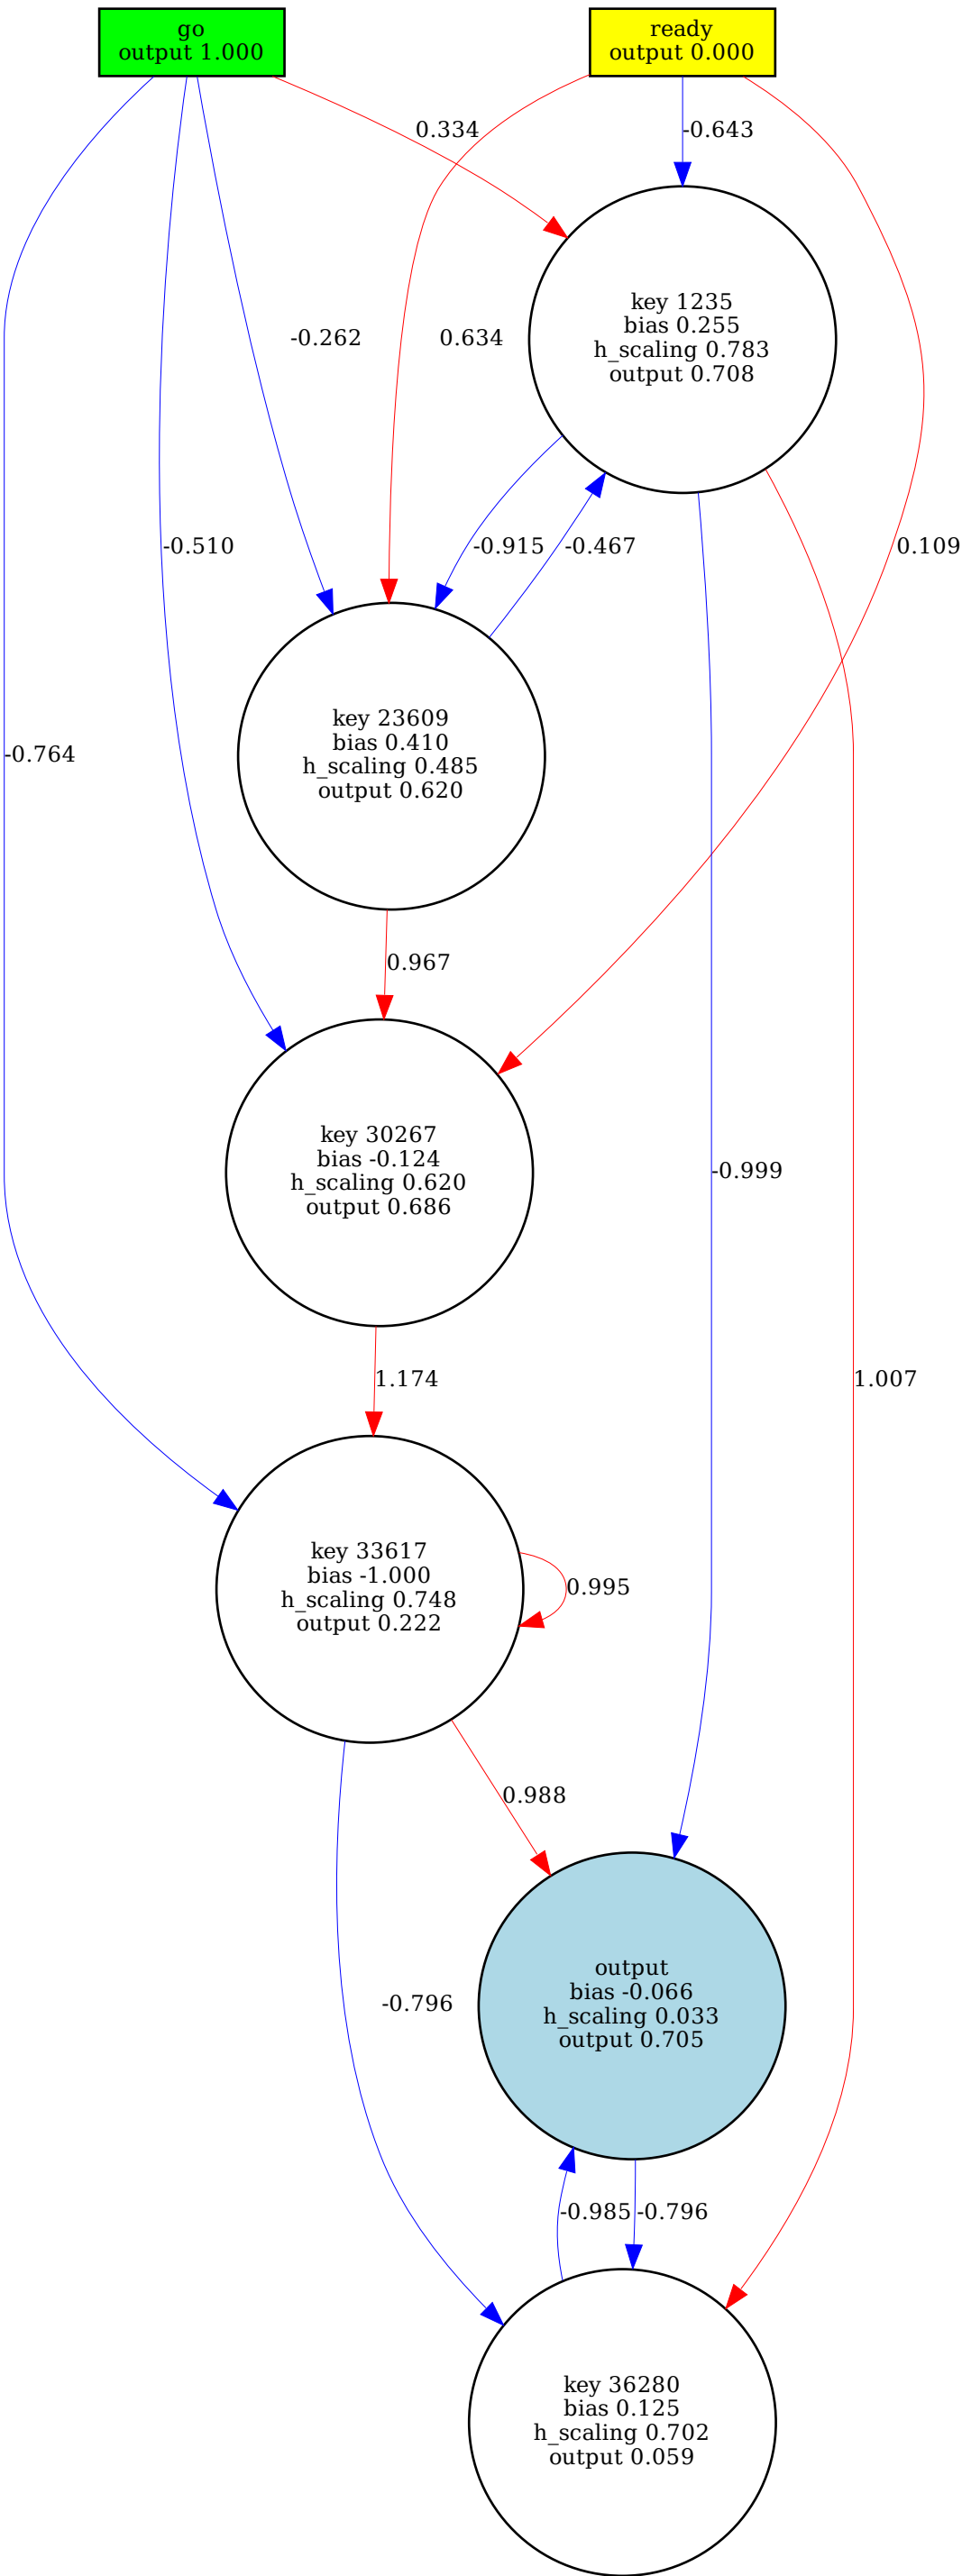 go
output 1.000
ready
output 0.000
0.334
-0.643
key 1235
bias 0.255
h_scaling 0.783
output 0.708
-0.262
0.634
-0.510
-0.915
-0.467
0.109
key 23609
bias 0.410
h_scaling 0.485
output 0.620
-0.764
0.967
key 30267
bias -0.124
h_scaling 0.620
output 0.686
-0.999
1.174
1.007
key 33617
bias -1.000
h_scaling 0.748
output 0.222
0.995
0.988
output
bias -0.066
h_scaling 0.033
output 0.705
-0.796
-0.985
-0.796
key 36280
bias 0.125
h_scaling 0.702
output 0.059